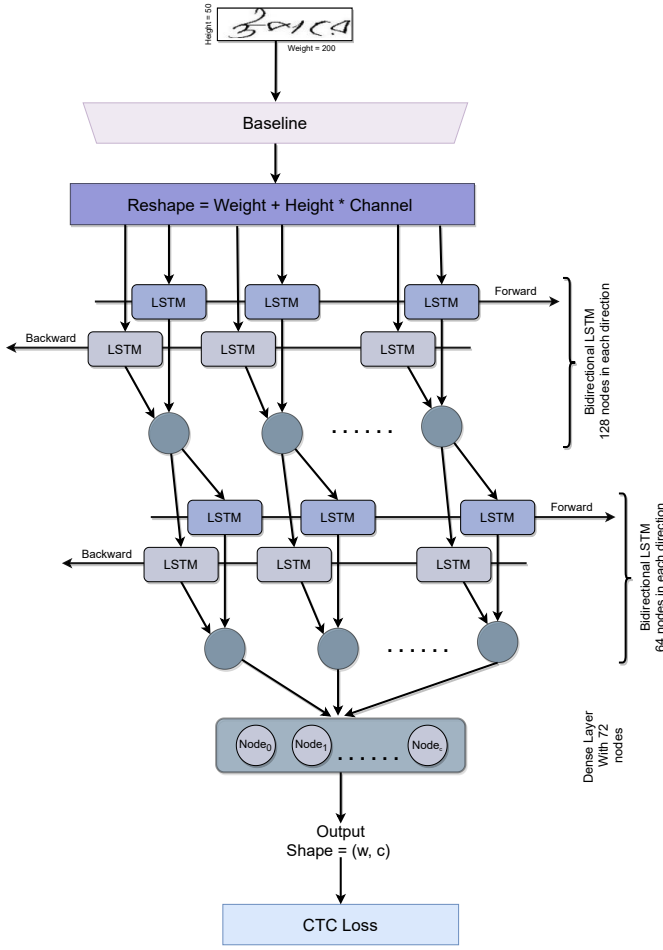 Height = 50
Weight = 200
Baseline
Reshape = Weight + Height * Channel
LSTM LSTM LSTM Forward
Backward LSTM LSTM LSTM
Bidirectional LSTM
128 nodes in each direction
. . . . . .
LSTM LSTM LSTM Forward
Backward LSTM LSTM LSTM
Bidirectional LSTM
64 nodes in each direction
. . . . . .
Node₀ Node₁ . . . . . . Node꜀
Dense Layer
With 72
nodes
Output
Shape = (w, c)
CTC Loss